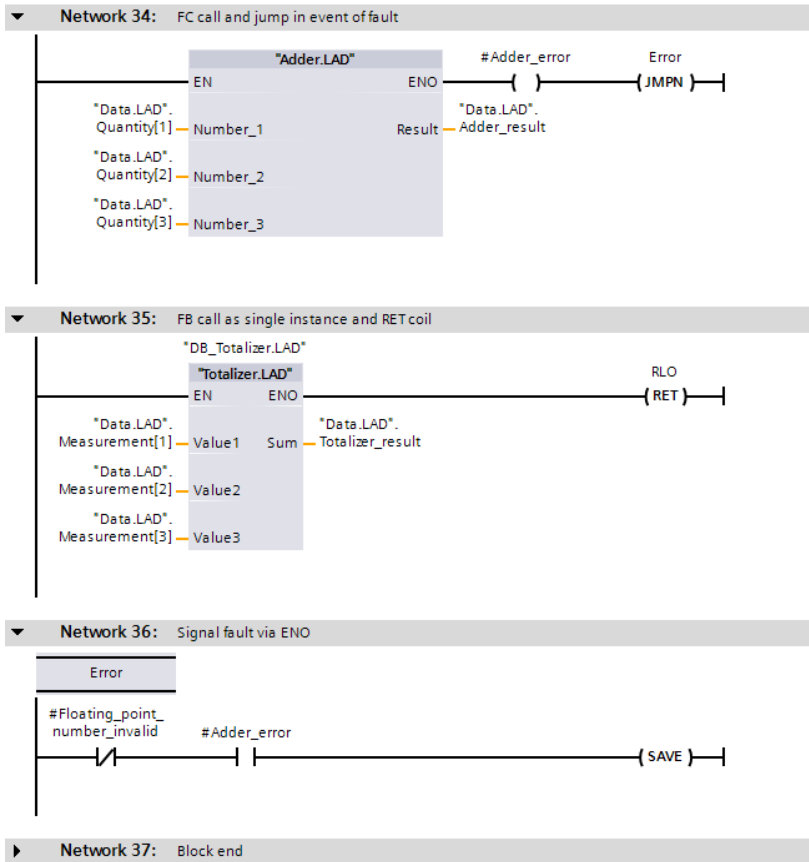 Network 34: FC call and jump in event of fault
"Adder.LAD"
#Adder_error
Error
EN
ENO
JMPN
"Data.LAD".
Quantity[1]
Number_1
Result
"Data.LAD".
Adder_result
"Data.LAD".
Quantity[2]
Number_2
"Data.LAD".
Quantity[3]
Number_3
Network 35: FB call as single instance and RET coil
"DB_Totalizer.LAD"
"Totalizer.LAD"
RLO
EN
ENO
RET
"Data.LAD".
Measurement[1]
Value1
Sum
"Data.LAD".
Totalizer_result
"Data.LAD".
Measurement[2]
Value2
"Data.LAD".
Measurement[3]
Value3
Network 36: Signal fault via ENO
Error
#Floating_point_
number_invalid
#Adder_error
SAVE
Network 37: Block end